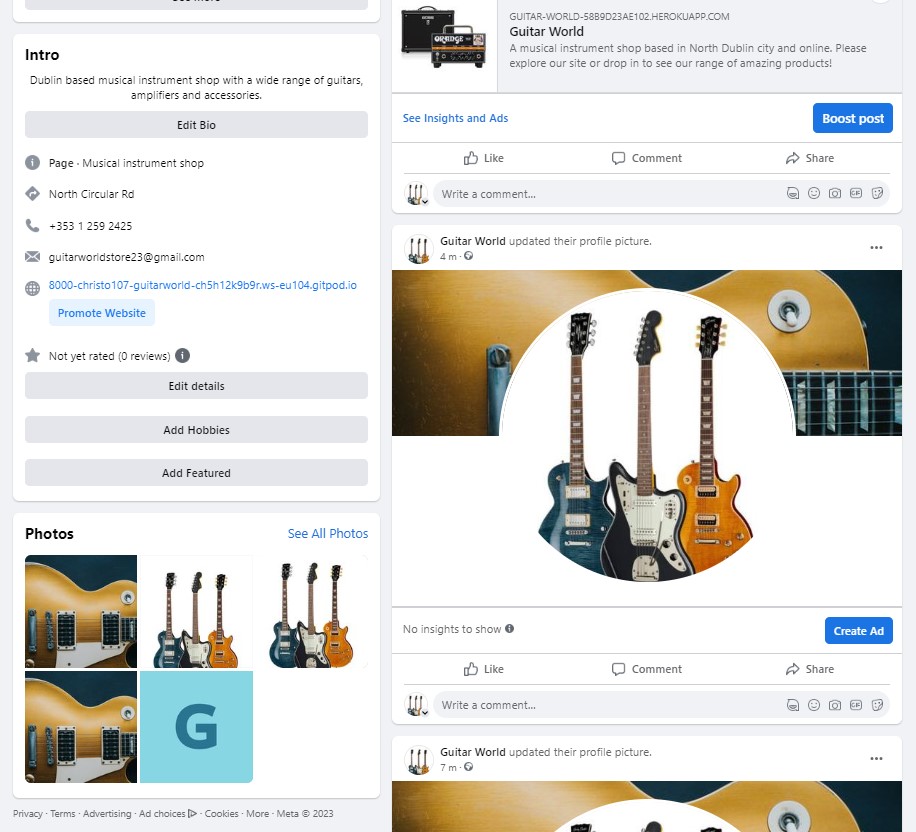 Intro
Dublin based musical instrument shop with a wide range of guitars,
amplifiers and accessories.
Edit Bio
Page · Musical instrument shop
North Circular Rd
+353 1 259 2425
guitarworldstore23@gmail.com
8000-christo107-guitarworld-ch5h12k9b9r.ws-eu104.gitpod.io
Promote Website
Not yet rated (0 reviews)
Edit details
Add Hobbies
Add Featured
Photos
See All Photos
G
Privacy · Terms · Advertising · Ad choices · Cookies · More · Meta © 2023
ORANGE
GUITAR-WORLD-58B9D23AE102.HEROKUAPP.COM
Guitar World
A musical instrument shop based in North Dublin city and online. Please
explore our site or drop in to see our range of amazing products!
See Insights and Ads
Boost post
Like
Comment
Share
Write a comment...
GIF
Guitar World updated their profile picture.
4 m ·
No insights to show
Create Ad
Like
Comment
Share
Write a comment...
GIF
Guitar World updated their profile picture.
7 m ·